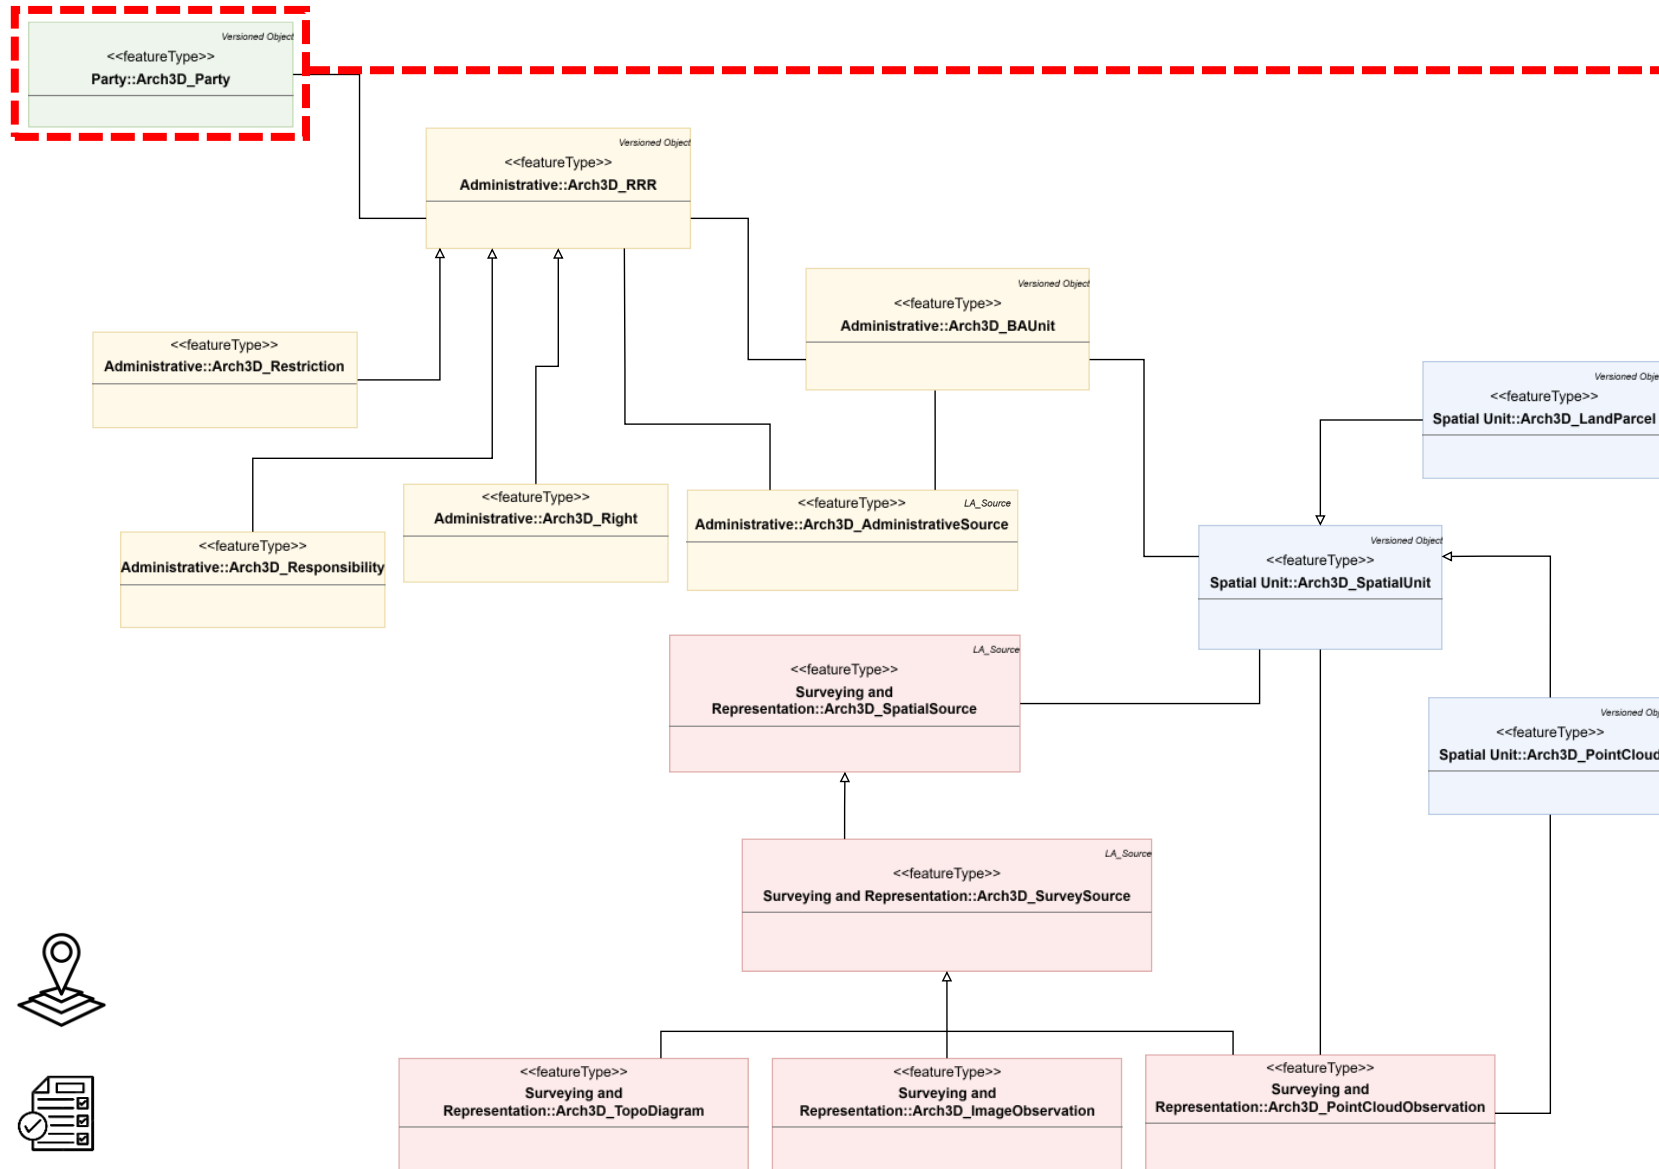 Versioned Object
<<featureType>>
Party::Arch3D_Party
Versioned Object
<<featureType>>
Administrative::Arch3D_RRR
Versioned Object
<<featureType>>
Administrative::Arch3D_BAUnit
<<featureType>>
Administrative::Arch3D_Restriction
Versioned Obje
<<featureType>>
Spatial Unit::Arch3D_LandParcel
<<featureType>>
Administrative::Arch3D_Responsibility
<<featureType>>
Administrative::Arch3D_Right
<<featureType>>
LA_Source
Administrative::Arch3D_AdministrativeSource
Versioned Object
<<featureType>>
Spatial Unit::Arch3D_SpatialUnit
LA_Source
<<featureType>>
Surveying and
Representation::Arch3D_SpatialSource
Versioned Obj
<<featureType>>
Spatial Unit::Arch3D_PointCloud
LA_Source
<<featureType>>
Surveying and Representation::Arch3D_SurveySource
<<featureType>>
Surveying and
Representation::Arch3D_TopoDiagram
<<featureType>>
Surveying and
Representation::Arch3D_ImageObservation
<<featureType>>
Surveying and
Representation::Arch3D_PointCloudObservation